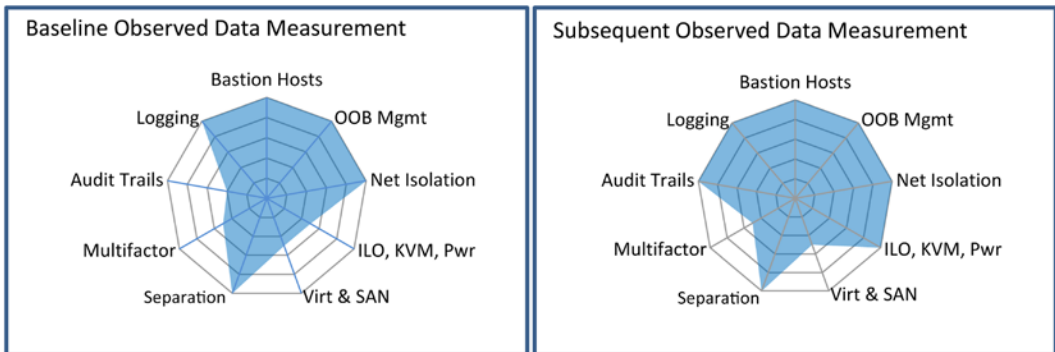 Baseline Observed Data Measurement
Bastion Hosts
Logging
OOB Mgmt
Audit Trails
Net Isolation
Multifactor
ILO, KVM, Pwr
Separation
Virt & SAN
Subsequent Observed Data Measurement
Bastion Hosts
Logging
OOB Mgmt
Audit Trails
Net Isolation
Multifactor
ILO, KVM, Pwr
Separation
Virt & SAN